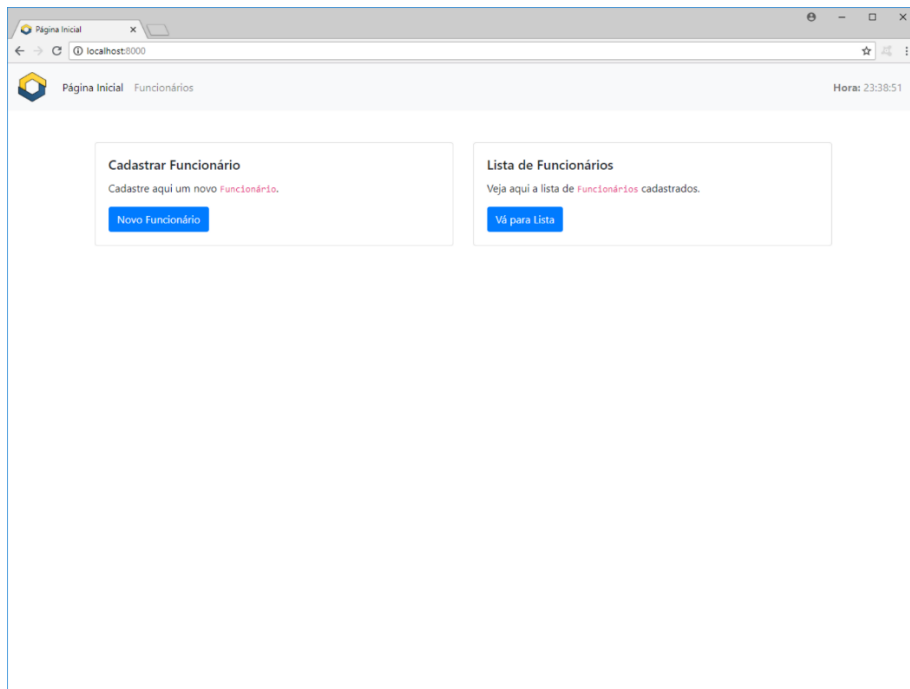 Página Inicial
localhost:8000
Página Inicial Funcionários Hora: 23:38:51
Cadastrar Funcionário
Cadastre aqui um novo Funcionário.
Novo Funcionário
Lista de Funcionários
Veja aqui a lista de Funcionários cadastrados.
Vá para Lista